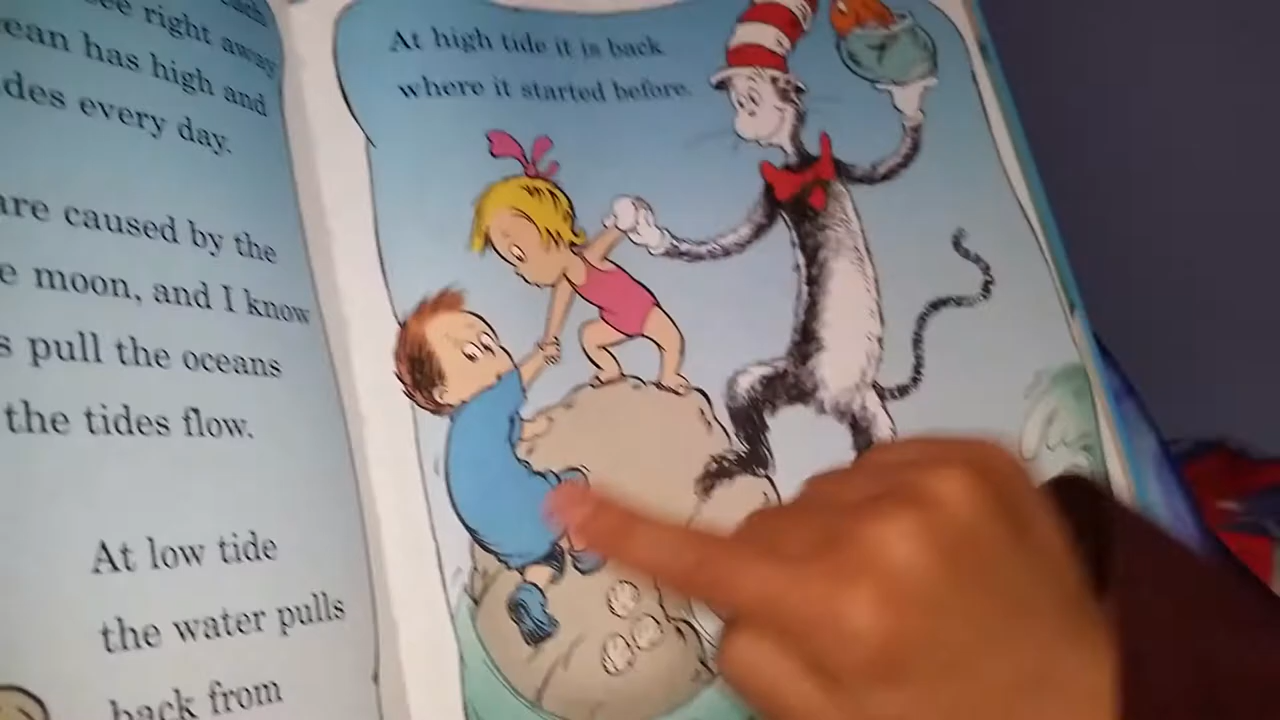 see right away
ean has high and
des every day.
are caused by the
e moon, and I know
s pull the oceans
the tides flow.
At low tide
the water pulls
back from
At high tide it is back
where it started before.